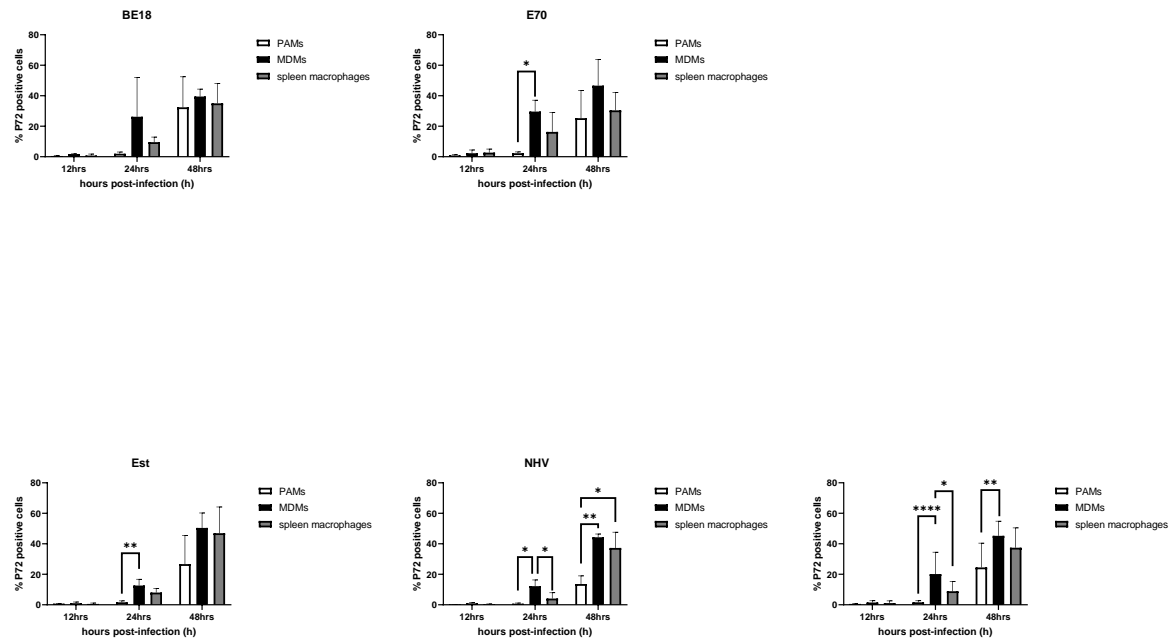 BE18
80
60
40
20
0
% P72 positive cells
12hrs 24hrs 48hrs
hours post-infection (h)
PAMs
MDMs
spleen macrophages
E70
80
60
40
20
0
% P72 positive cells
*
12hrs 24hrs 48hrs
hours post-infection (h)
PAMs
MDMs
spleen macrophages
Est
80
60
40
20
0
% P72 positive cells
**
12hrs 24hrs 48hrs
hours post-infection (h)
PAMs
MDMs
spleen macrophages
NHV
80
60
40
20
0
% P72 positive cells
*
**
* *
12hrs 24hrs 48hrs
hours post-infection (h)
PAMs
MDMs
spleen macrophages
80
60
40
20
0
% P72 positive cells
* **
****
12hrs 24hrs 48hrs
hours post-infection (h)
PAMs
MDMs
spleen macrophages